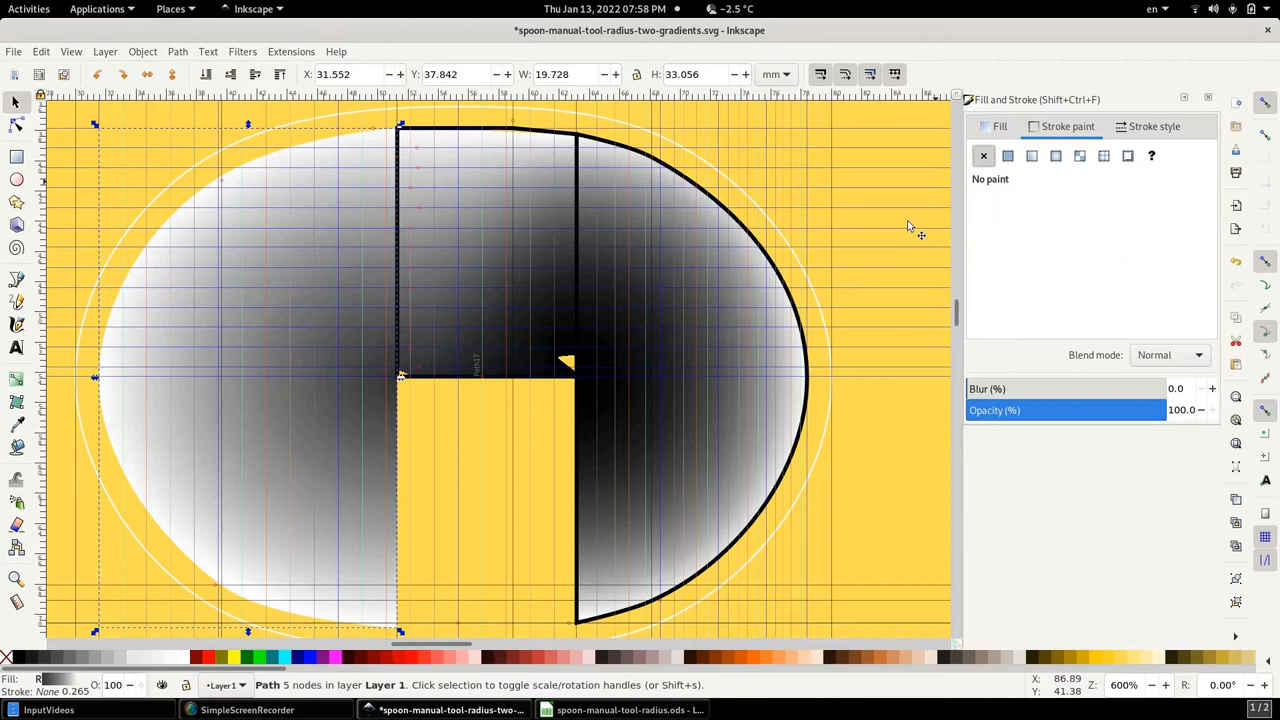 Activities Applications Places Inkscape Thu Jan 13, 2022 07:58 PM -2.5 °C en
*spoon-manual-tool-radius-two-gradients.svg - Inkscape
File Edit View Layer Object Path Text Filters Extensions Help
X: 31.552 Y: 37.842 W: 19.728 H: 33.056 mm
Fill and Stroke (Shift+Ctrl+F)
Fill Stroke paint Stroke style
?
No paint
Path17
Blend mode: Normal
Blur (%) 0.0
Opacity (%) 100.0
Fill: R O: 100 Layer 1 Path 5 nodes in layer Layer 1. Click selection to toggle scale/rotation handles (or Shift+s). X: 86.89 Z: 600% R: 0.00°
Stroke: None 0.265 Y: 41.38
InputVideos SimpleScreenRecorder *spoon-manual-tool-radius-two-... spoon-manual-tool-radius.ods - L... 1 / 2